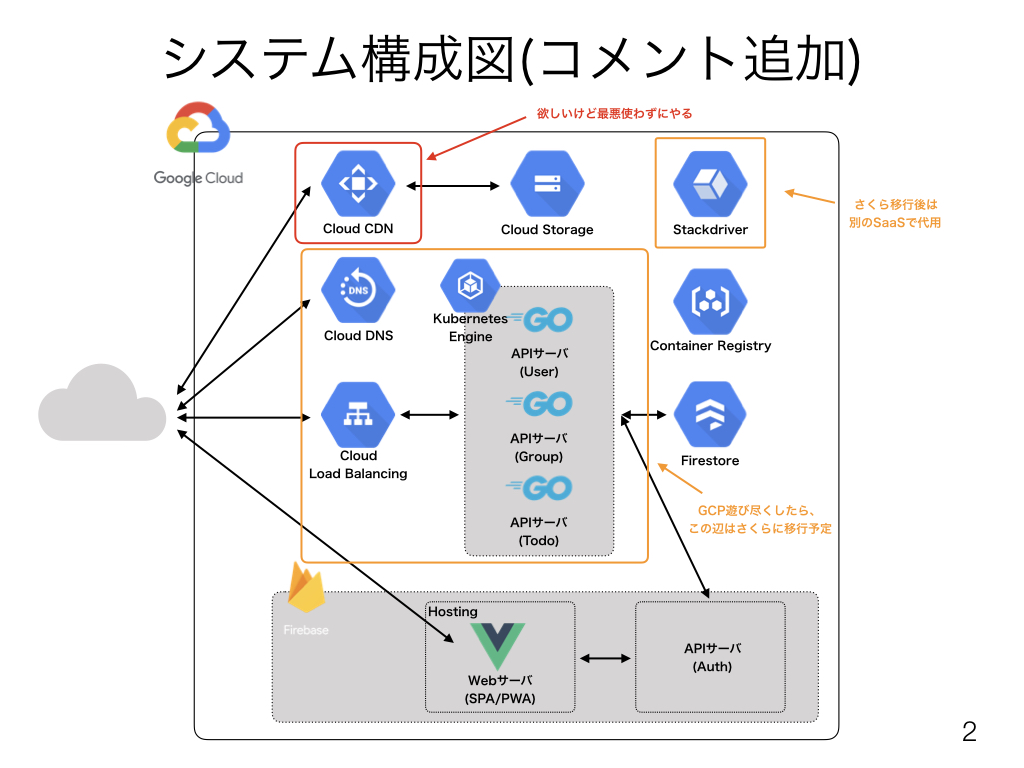 システム構成図(コメント追加)
欲しいけど最悪使わずにやる
Google Cloud
Cloud CDN
Cloud Storage
Stackdriver
さくら移行後は
別のSaaSで代用
DNS
Cloud DNS
Kubernetes
Engine
GO
APIサーバ
(User)
Container Registry
GO
APIサーバ
(Group)
Cloud
Load Balancing
Firestore
GO
APIサーバ
(Todo)
GCP遊び尽くしたら、
この辺はさくらに移行予定
Firebase
Hosting
Webサーバ
(SPA/PWA)
APIサーバ
(Auth)
2